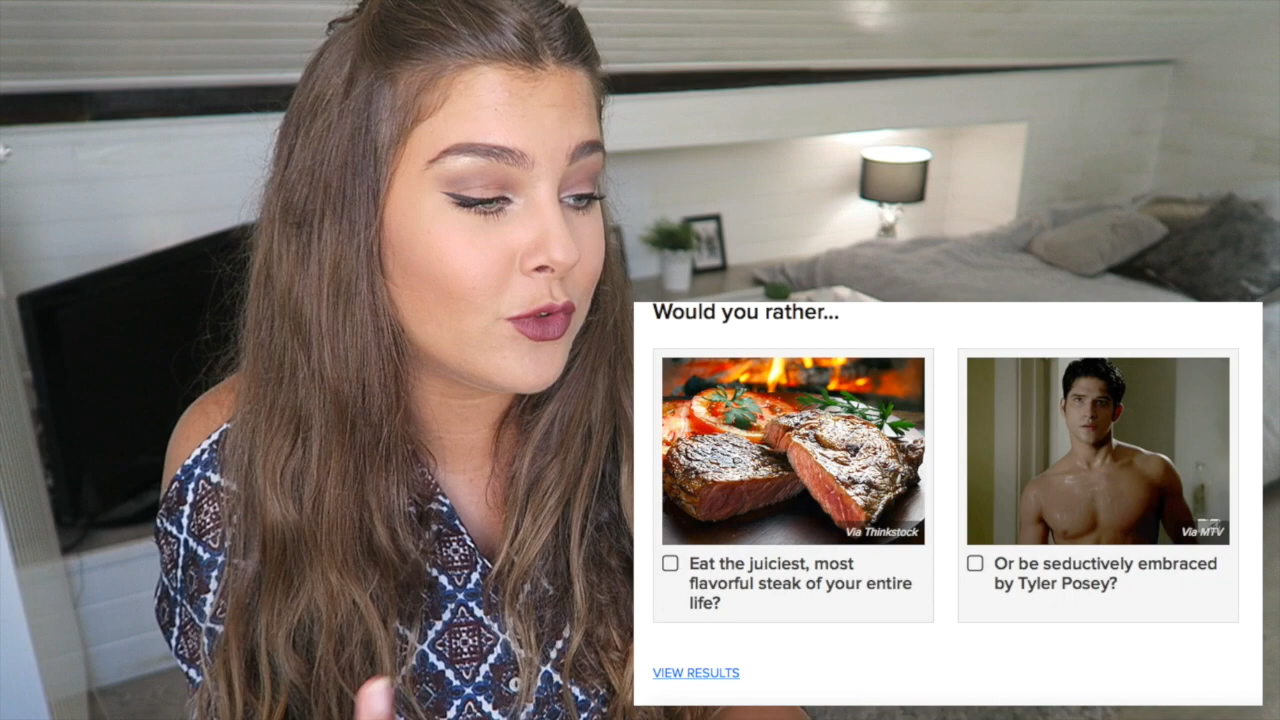 Would you rather...
Via Thinkstock
Via MTV
Eat the juiciest, most
flavorful steak of your entire
life?
Or be seductively embraced
by Tyler Posey?
VIEW RESULTS